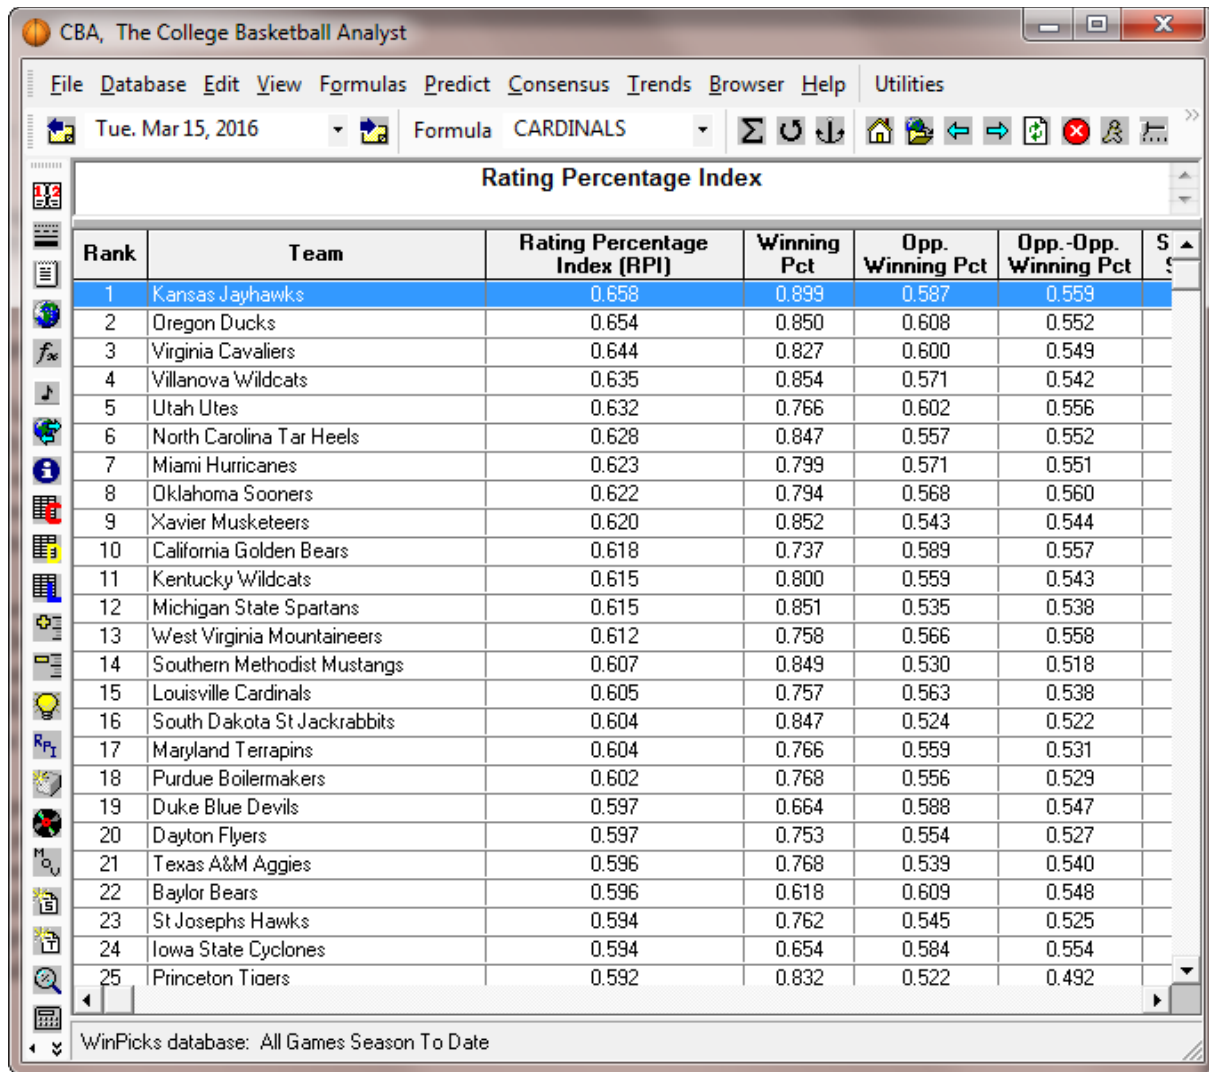 CBA, The College Basketball Analyst
File Database Edit View Formulas Predict Consensus Trends Browser Help Utilities
Tue. Mar 15, 2016 Formula CARDINALS
Rating Percentage Index
Rank Team Rating Percentage Index (RPI) Winning Pct Opp. Winning Pct Opp.-Opp. Winning Pct
1 Kansas Jayhawks 0.658 0.899 0.587 0.559
2 Oregon Ducks 0.654 0.850 0.608 0.552
3 Virginia Cavaliers 0.644 0.827 0.600 0.549
4 Villanova Wildcats 0.635 0.854 0.571 0.542
5 Utah Utes 0.632 0.766 0.602 0.556
6 North Carolina Tar Heels 0.628 0.847 0.557 0.552
7 Miami Hurricanes 0.623 0.799 0.571 0.551
8 Oklahoma Sooners 0.622 0.794 0.568 0.560
9 Xavier Musketeers 0.620 0.852 0.543 0.544
10 California Golden Bears 0.618 0.737 0.589 0.557
11 Kentucky Wildcats 0.615 0.800 0.559 0.543
12 Michigan State Spartans 0.615 0.851 0.535 0.538
13 West Virginia Mountaineers 0.612 0.758 0.566 0.558
14 Southern Methodist Mustangs 0.607 0.849 0.530 0.518
15 Louisville Cardinals 0.605 0.757 0.563 0.538
16 South Dakota St Jackrabbits 0.604 0.847 0.524 0.522
17 Maryland Terrapins 0.604 0.766 0.559 0.531
18 Purdue Boilermakers 0.602 0.768 0.556 0.529
19 Duke Blue Devils 0.597 0.664 0.588 0.547
20 Dayton Flyers 0.597 0.753 0.554 0.527
21 Texas A&M Aggies 0.596 0.768 0.539 0.540
22 Baylor Bears 0.596 0.618 0.609 0.548
23 St Josephs Hawks 0.594 0.762 0.545 0.525
24 Iowa State Cyclones 0.594 0.654 0.584 0.554
25 Princeton Tigers 0.592 0.832 0.522 0.492
WinPicks database: All Games Season To Date